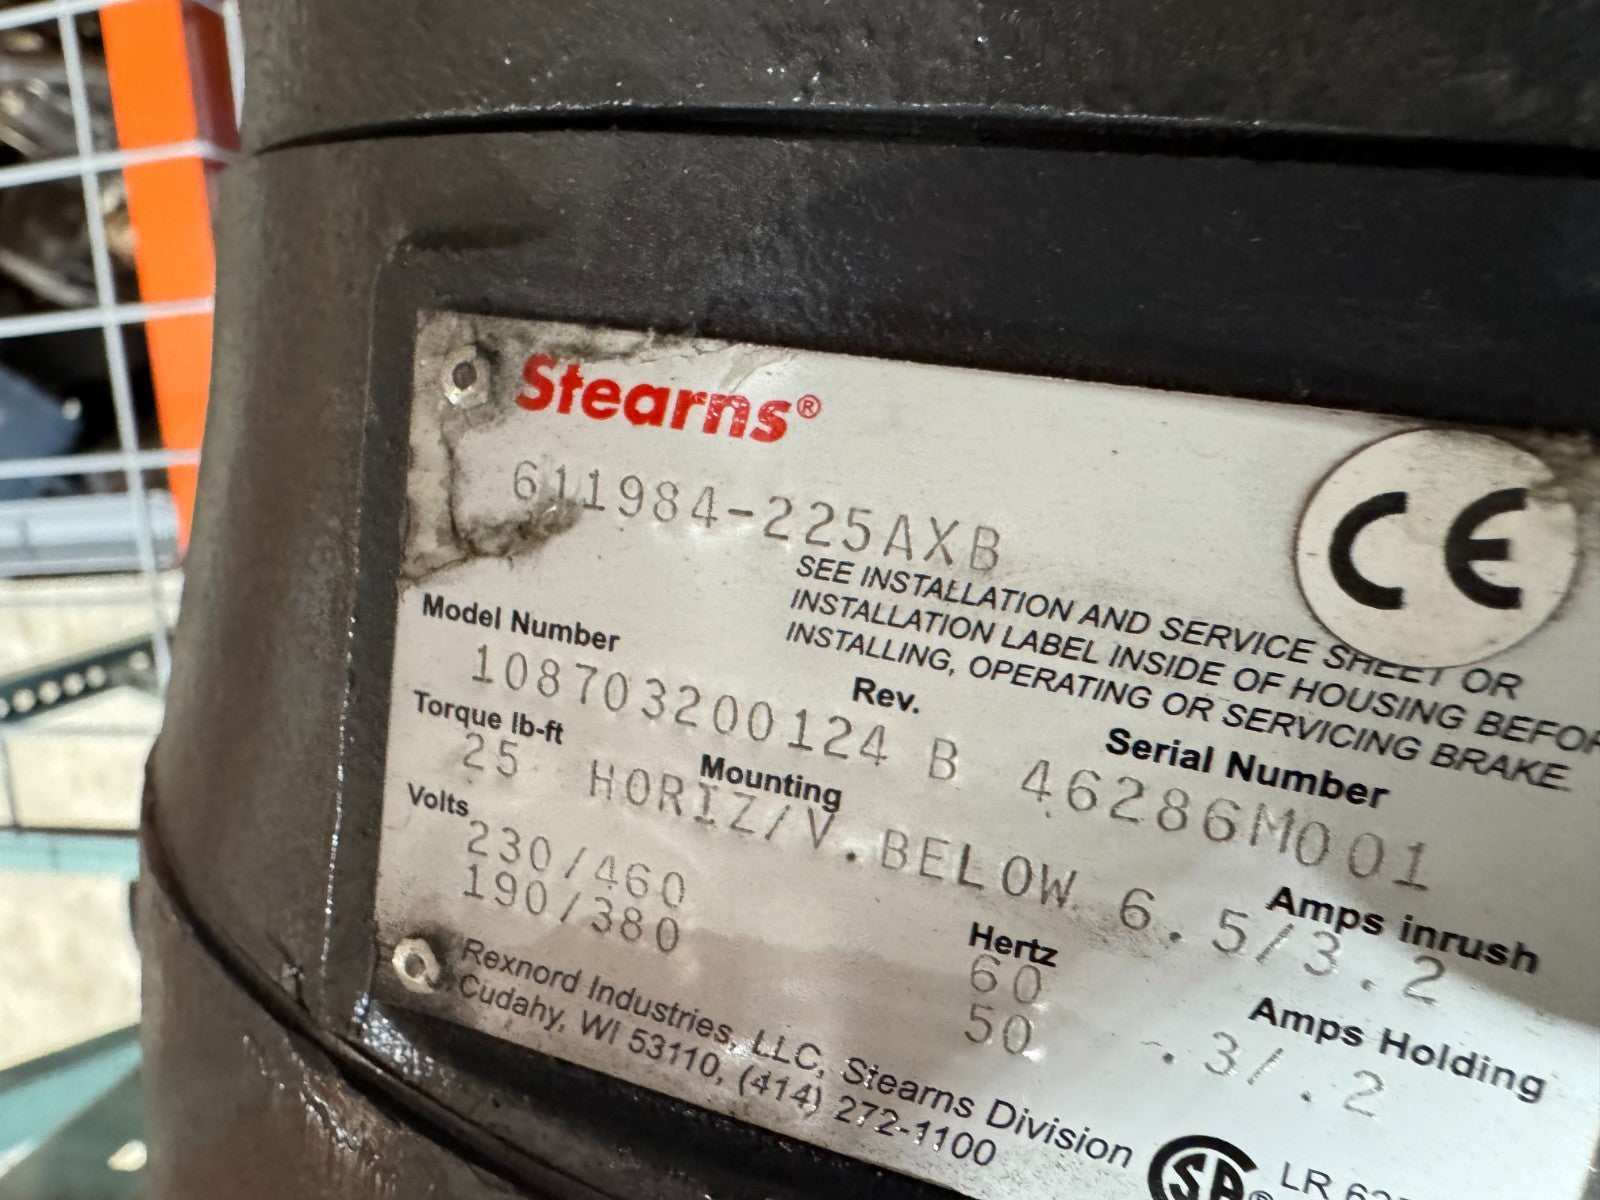 Stearns®
CE
611984-225AXB
SEE INSTALLATION AND SERVICE SHEET OR
INSTALLATION LABEL INSIDE OF HOUSING
INSTALLING, OPERATING OR SERVICING BRAKE.
Model Number
108703200124
Rev.
B
Serial Number
46286M001
Torque lb-ft
25
Mounting
HORIZ/V.BELOW
Amps inrush
6.5/3.2
Volts
230/460
190/380
Hertz
60
50
Amps Holding
.3/.2
Rexnord Industries, LLC, Stearns Division
Cudahy, WI 53110, (414) 272-1100
SA®
LR